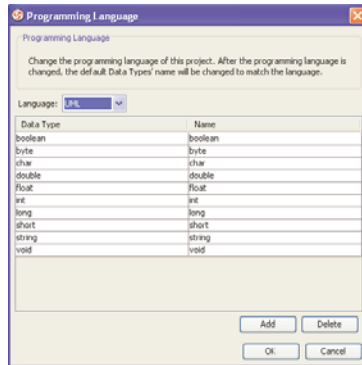 Programming Language
Programming Language
Change the programming language of this project. After the programming language is
changed, the default Data Types' name will be changed to match the language.
Language: UML
Data Type Name
boolean boolean
byte byte
char char
double double
float float
int int
long long
short short
string string
void void
Add Delete
OK Cancel